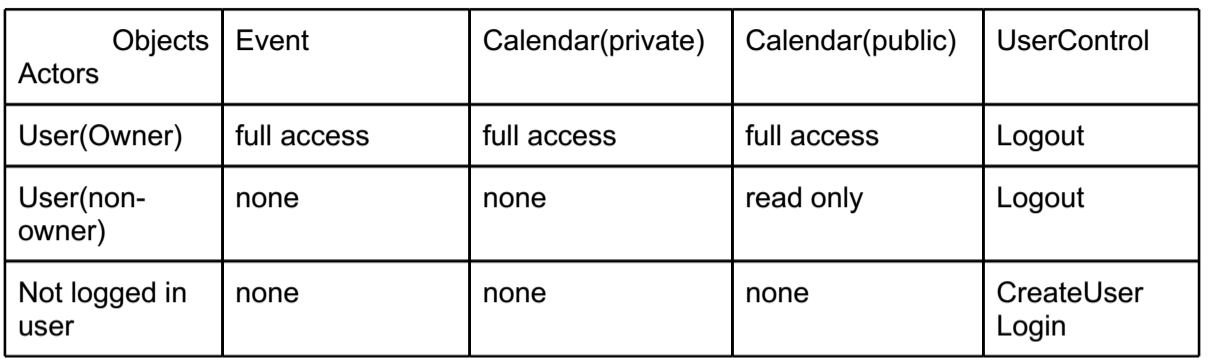 Objects Event Calendar(private) Calendar(public) UserControl
Actors
User(Owner) full access full access full access Logout
User(non- none none read only Logout
owner)
Not logged in none none none CreateUser
user Login